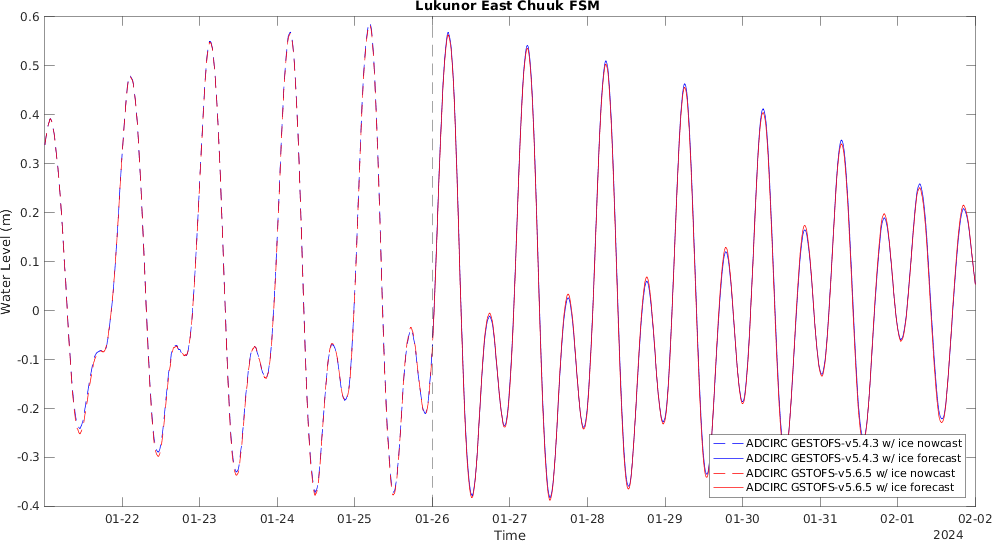 Lukunor East Chuuk FSM
0.6
0.5
0.4
0.3
0.2
0.1
0
-0.1
-0.2
-0.3
-0.4
Water Level (m)
ADCIRC GESTOFS-v5.4.3 w/ ice nowcast
ADCIRC GESTOFS-v5.4.3 w/ ice forecast
ADCIRC GSTOFS-v5.6.5 w/ ice nowcast
ADCIRC GSTOFS-v5.6.5 w/ ice forecast
01-22 01-23 01-24 01-25 01-26 01-27 01-28 01-29 01-30 01-31 02-01 02-02
Time
2024